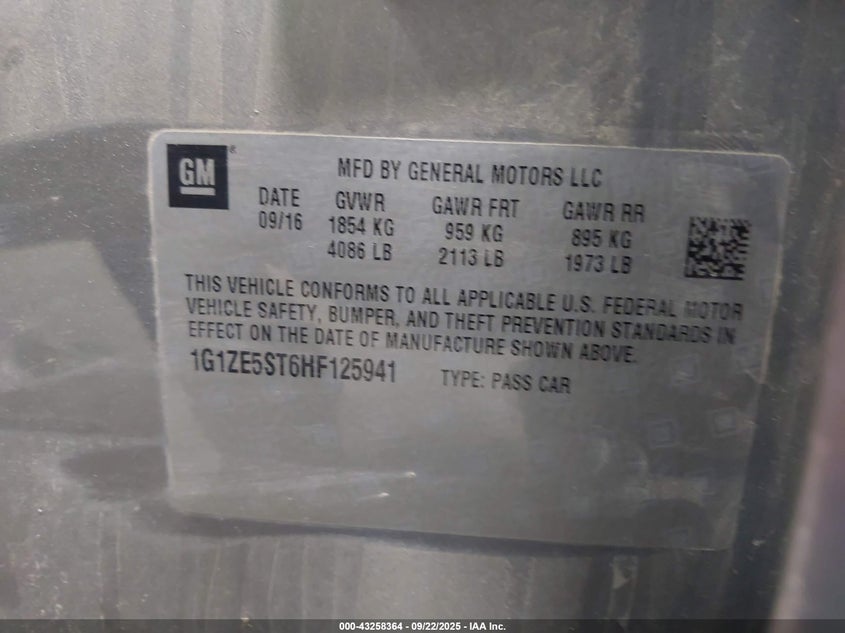 GM
MFD BY GENERAL MOTORS LLC
DATE GVWR GAWR FRT GAWR RR
09/16 1854 KG 959 KG 895 KG
4086 LB 2113 LB 1973 LB
THIS VEHICLE CONFORMS TO ALL APPLICABLE U.S. FEDERAL MOTOR
VEHICLE SAFETY, BUMPER, AND THEFT PREVENTION STANDARDS IN
EFFECT ON THE DATE OF MANUFACTURE SHOWN ABOVE.
1G1ZE5ST6HF125941 TYPE: PASS CAR
000-43258364 - 09/22/2025 - IAA Inc.